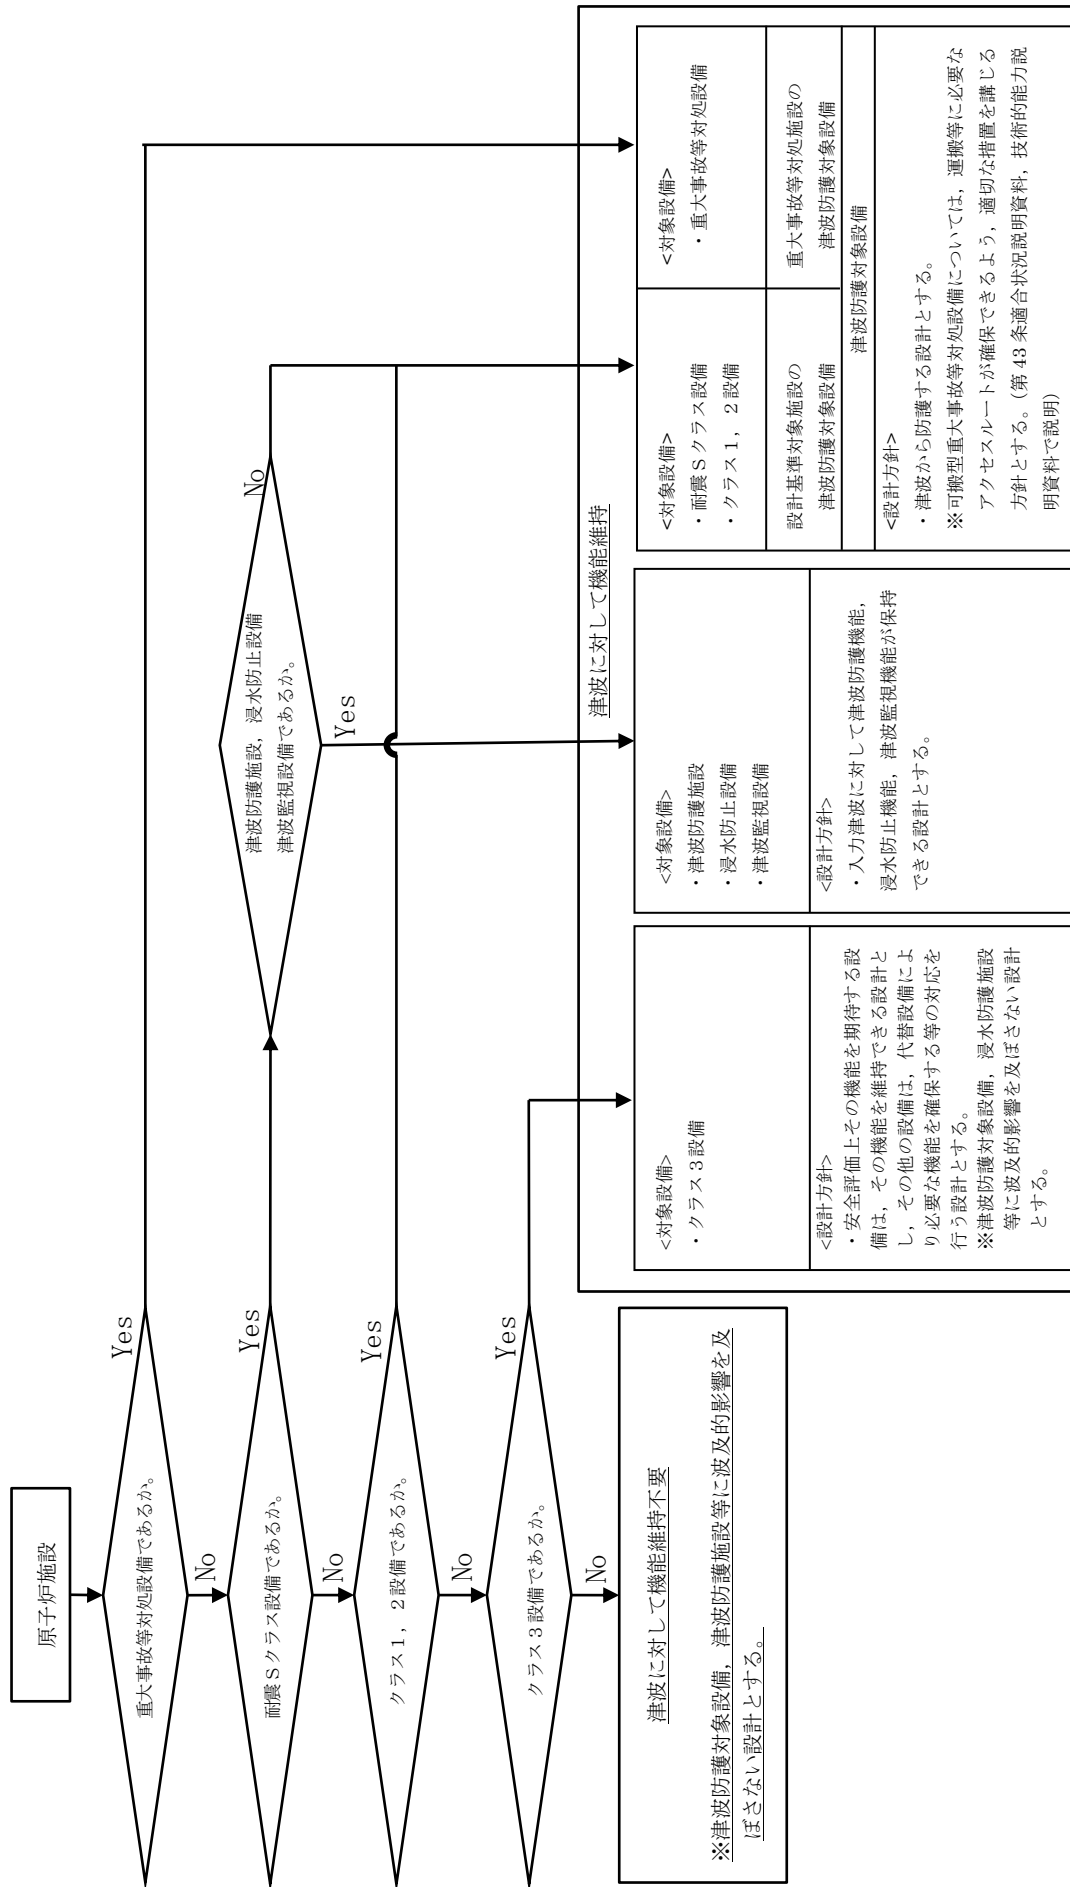 原子炉施設
重大事故等対処設備であるか。
Yes
No
耐震Sクラス設備であるか。
Yes
No
クラス1，2設備であるか。
Yes
No
クラス3設備であるか。
Yes
No
津波防護施設，浸水防止設備
津波監視設備であるか。
No
Yes
津波に対して機能維持不要
※津波防護対象設備，津波防護施設等に波及的影響を及
ぼさない設計とする。
津波に対して機能維持
<対象設備>
・クラス3設備
<設計方針>
・安全評価上その機能を期待する設
備は，その機能を維持できる設計と
し，その他の設備は，代替設備によ
り必要な機能を確保する等の対応を
行う設計とする。
※津波防護対象設備，浸水防護施設
等に波及的影響を及ぼさない設計
とする。
<対象設備>
・津波防護施設
・浸水防止設備
・津波監視設備
<設計方針>
・入力津波に対して津波防護機能，
浸水防止機能，津波監視機能が保持
できる設計とする。
<対象設備>
・耐震Sクラス設備
・クラス1，2設備
設計基準対象施設の
津波防護対象設備
<対象設備>
・重大事故等対処設備
重大事故等対処施設の
津波防護対象設備
津波防護対象設備
<設計方針>
・津波から防護する設計とする。
※可搬型重大事故等対処設備については，運搬等に必要な
アクセスルートが確保できるよう，適切な措置を講じる
方針とする。(第43条適合状況説明資料，技術的能力説
明資料で説明)